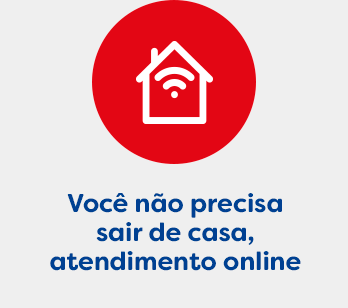 Você não precisa
sair de casa,
atendimento online